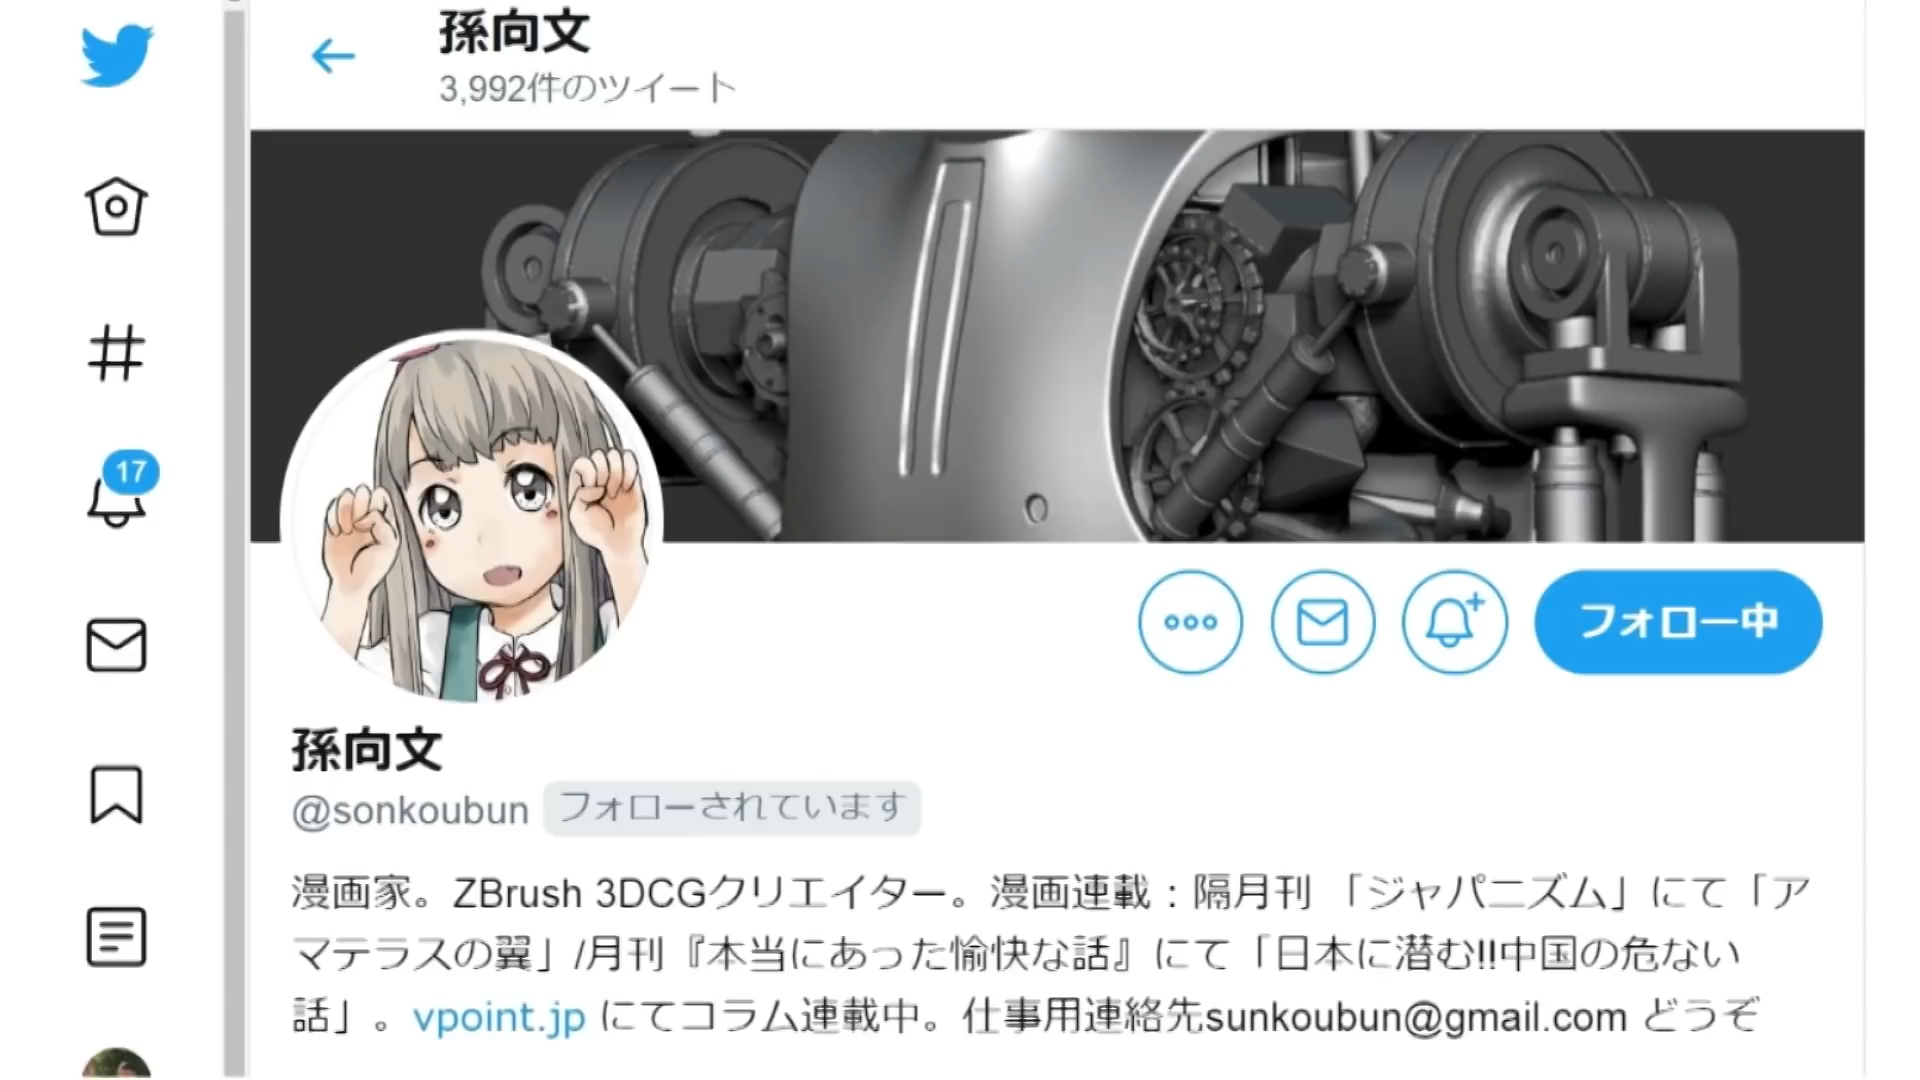 孫向文
3,992件のツイート
17
フォロー中
孫向文
@sonkoubun フォローされています
漫画家。ZBrush 3DCGクリエイター。漫画連載：隔月刊 「ジャパニズム」にて「ア
マテラスの翼」/月刊『本当にあった愉快な話』にて「日本に潜む!!中国の危ない
話」。vpoint.jp にてコラム連載中。仕事用連絡先sunkoubun@gmail.com どうぞ